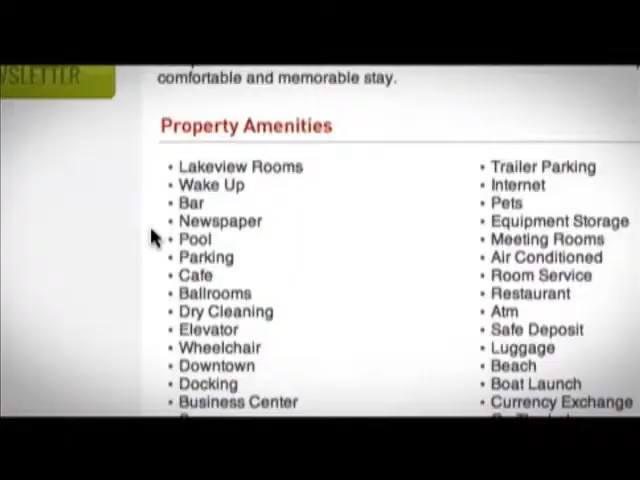 WSLETTER
comfortable and memorable stay.
Property Amenities
• Lakeview Rooms
• Wake Up
• Bar
• Newspaper
• Pool
• Parking
• Cafe
• Ballrooms
• Dry Cleaning
• Elevator
• Wheelchair
• Downtown
• Docking
• Business Center
• Trailer Parking
• Internet
• Pets
• Equipment Storage
• Meeting Rooms
• Air Conditioned
• Room Service
• Restaurant
• Atm
• Safe Deposit
• Luggage
• Beach
• Boat Launch
• Currency Exchange